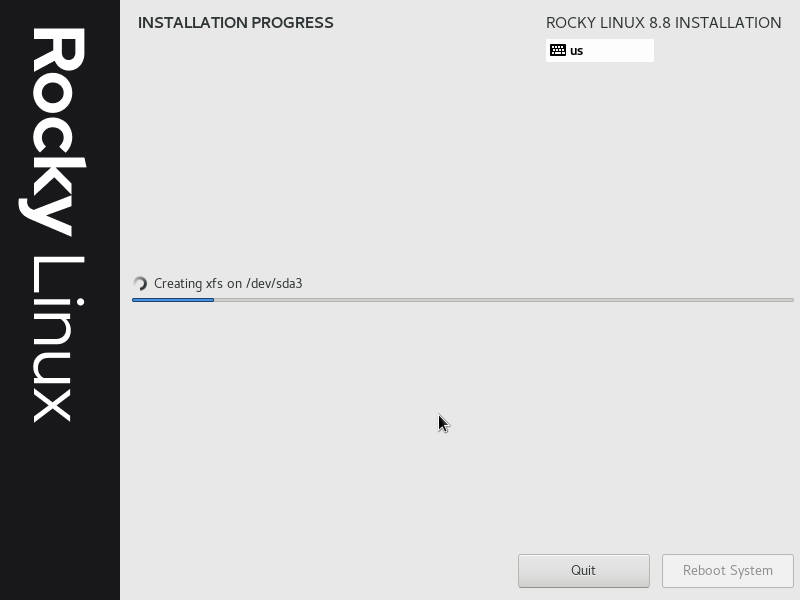 Rocky Linux
INSTALLATION PROGRESS
ROCKY LINUX 8.8 INSTALLATION
us
Creating xfs on /dev/sda3
Quit
Reboot System